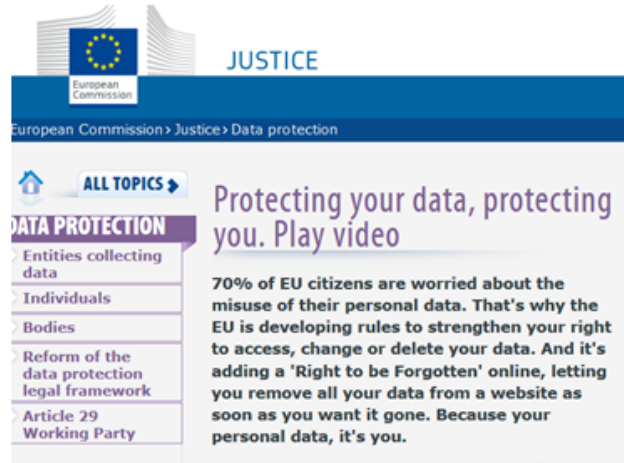 European
Commission
JUSTICE
European Commission › Justice › Data protection
ALL TOPICS
DATA PROTECTION
Entities collecting
data
Individuals
Bodies
Reform of the
data protection
legal framework
Article 29
Working Party
Protecting your data, protecting
you. Play video
70% of EU citizens are worried about the
misuse of their personal data. That's why the
EU is developing rules to strengthen your right
to access, change or delete your data. And it's
adding a 'Right to be Forgotten' online, letting
you remove all your data from a website as
soon as you want it gone. Because your
personal data, it's you.